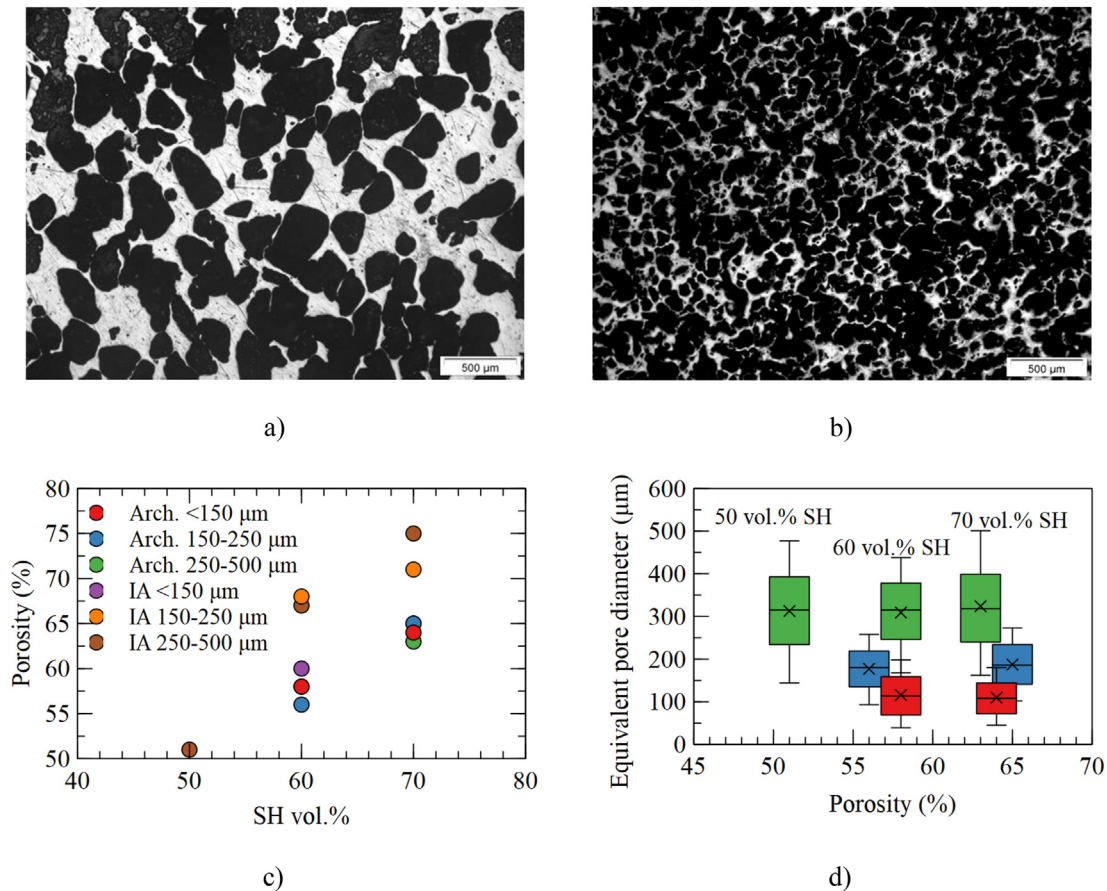 500 µm
500 µm
a)
b)
Porosity (%)
80
75
70
65
60
55
50
40
50
60
70
80
SH vol.%
Arch. <150 µm
Arch. 150-250 µm
Arch. 250-500 µm
IA <150 µm
IA 150-250 µm
IA 250-500 µm
c)
Equivalent pore diameter (µm)
600
500
400
300
200
100
0
45
50
55
60
65
70
Porosity (%)
50 vol.% SH
60 vol.% SH
70 vol.% SH
d)